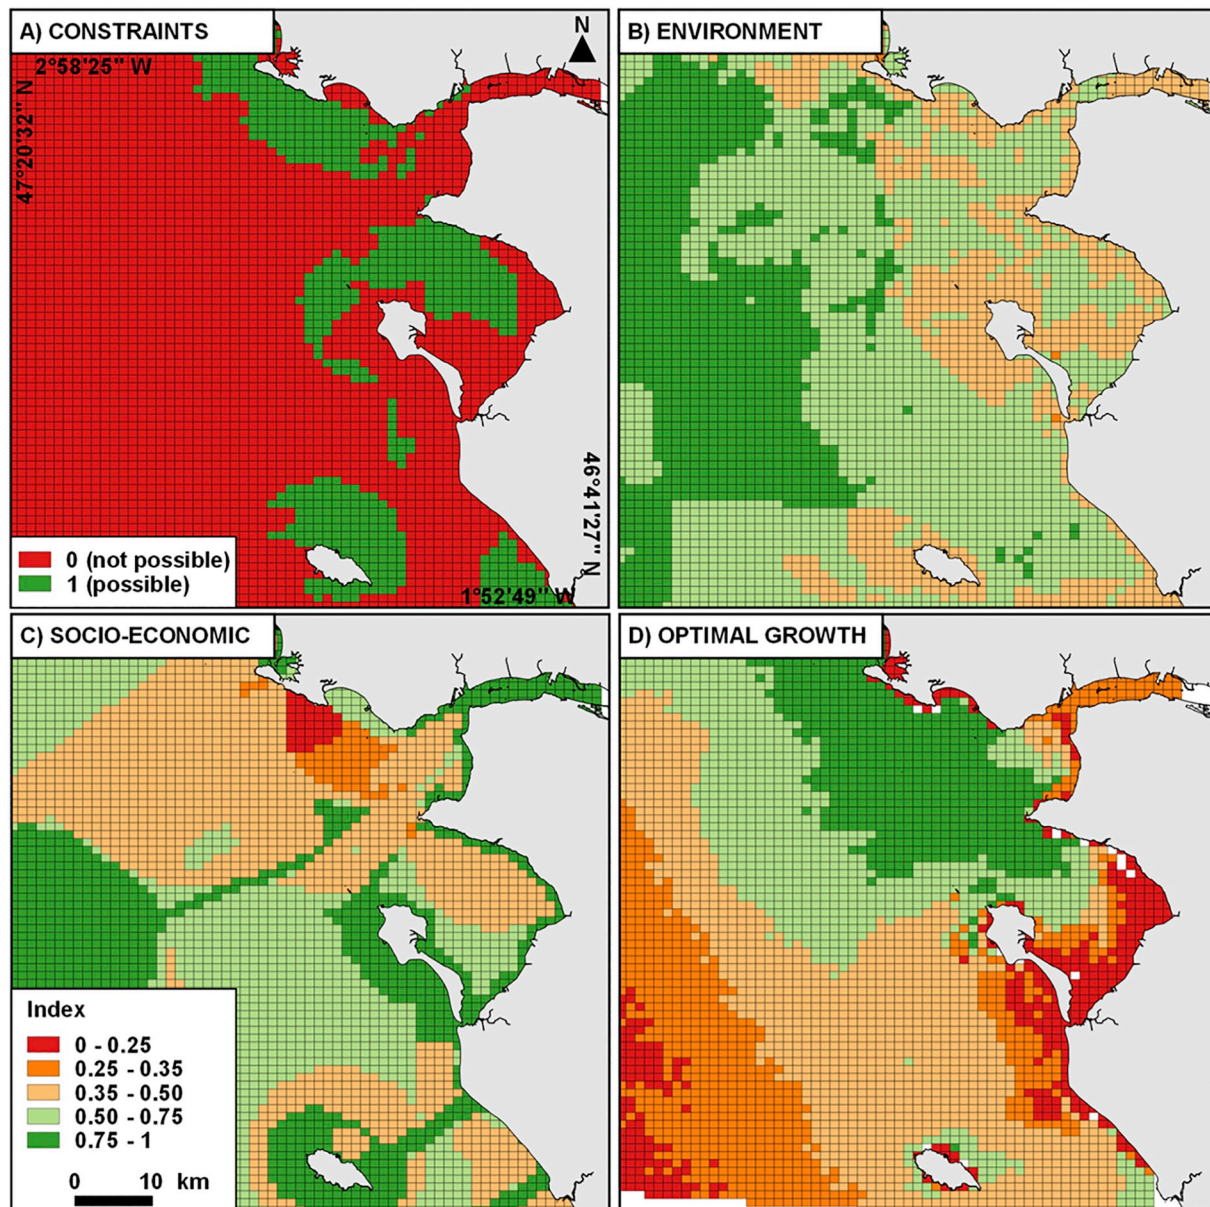 A) CONSTRAINTS
N
2°58'25" W
47°20'32" N
46°41'27" N
0 (not possible)
1 (possible)
1°52'49" W
B) ENVIRONMENT
C) SOCIO-ECONOMIC
Index
0 - 0.25
0.25 - 0.35
0.35 - 0.50
0.50 - 0.75
0.75 - 1
0 10 km
D) OPTIMAL GROWTH